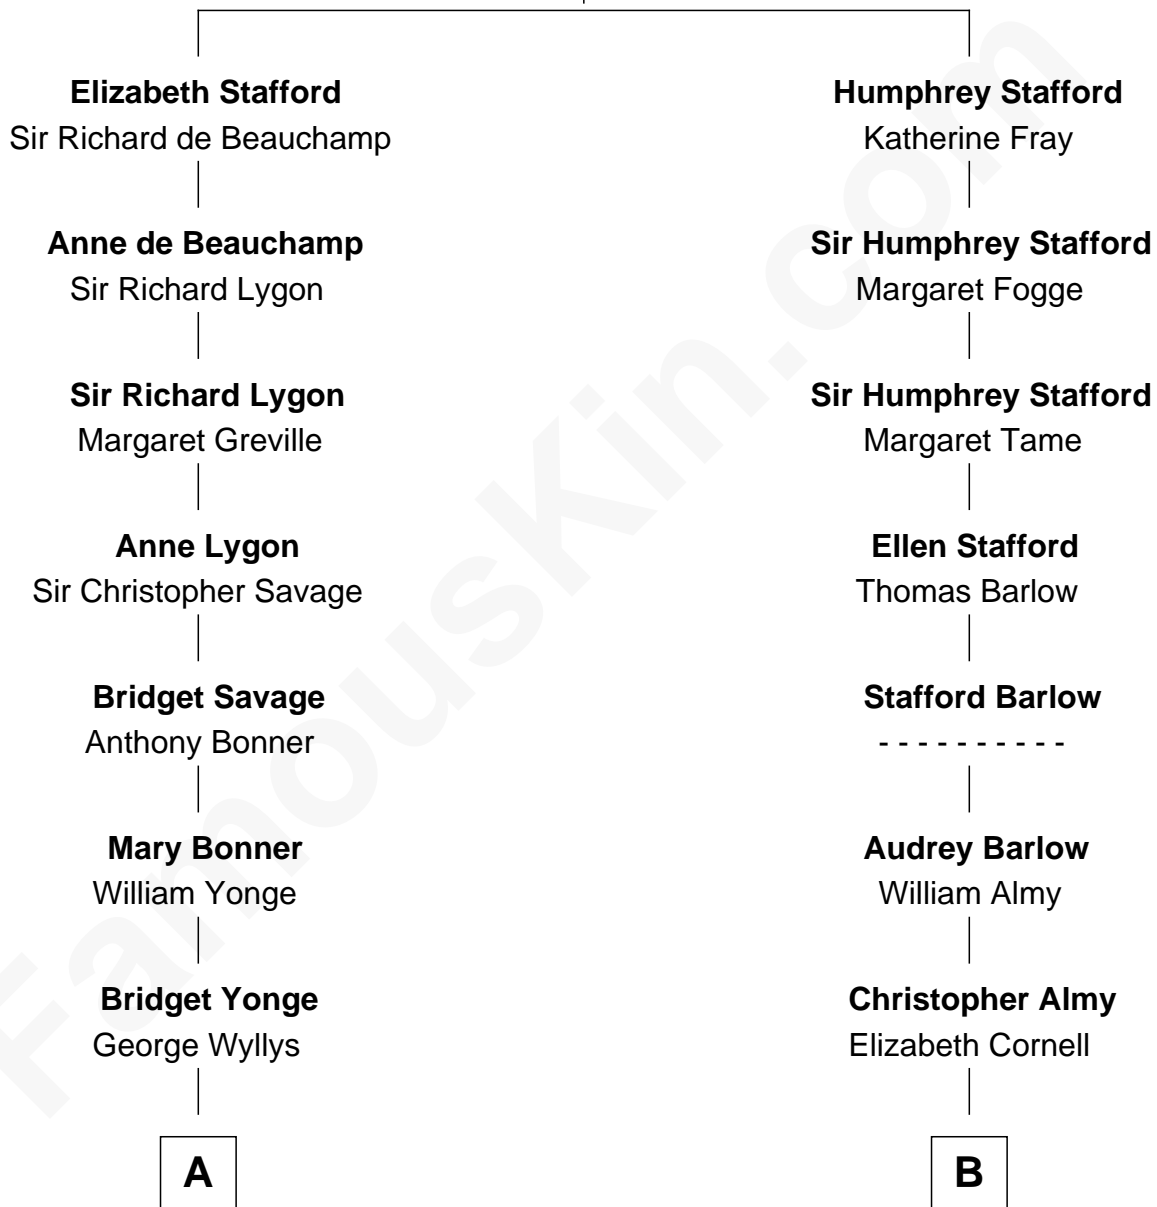 Elizabeth Stafford
Sir Richard de Beauchamp
Anne de Beauchamp
Sir Richard Lygon
Sir Richard Lygon
Margaret Greville
Anne Lygon
Sir Christopher Savage
Bridget Savage
Anthony Bonner
Mary Bonner
William Yonge
Bridget Yonge
George Wyllys
A
Humphrey Stafford
Katherine Fray
Sir Humphrey Stafford
Margaret Fogge
Sir Humphrey Stafford
Margaret Tame
Ellen Stafford
Thomas Barlow
Stafford Barlow
- - - - - - - - - -
Audrey Barlow
William Almy
Christopher Almy
Elizabeth Cornell
B
FamousKin.com